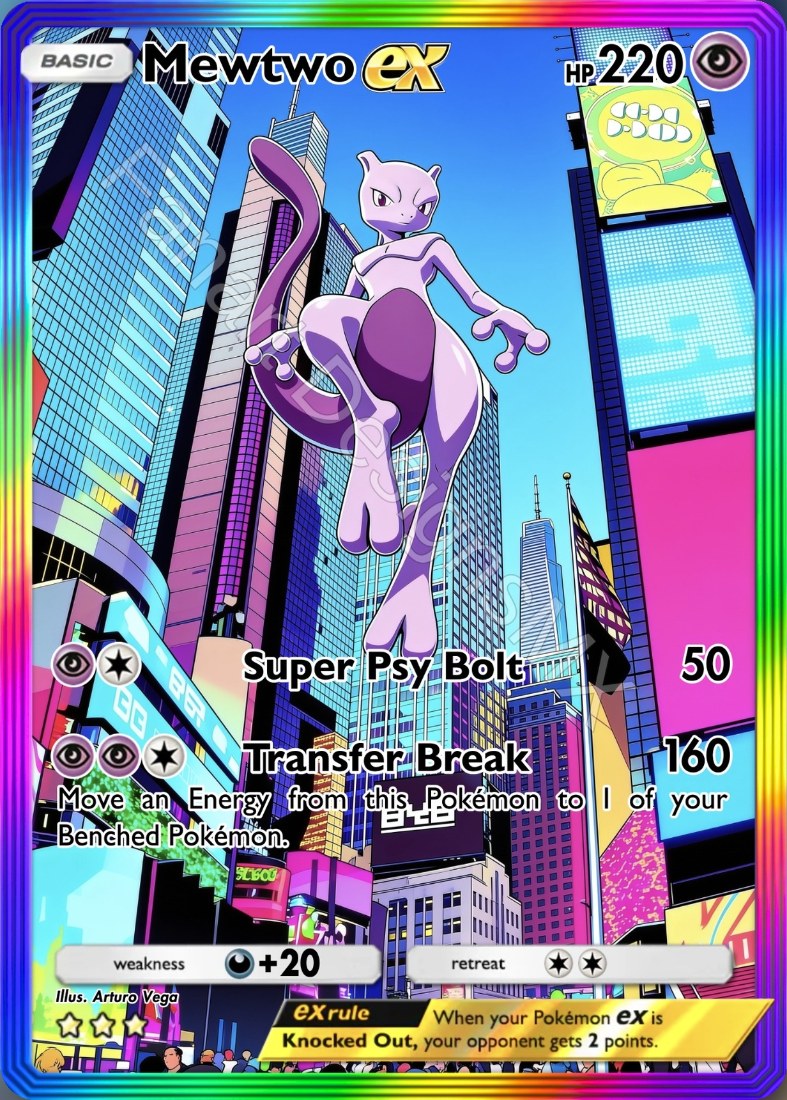 BASIC Mewtwo ex HP 220
Super Psy Bolt 50
Transfer Break 160
Move an Energy from this Pokémon to 1 of your
Benched Pokémon.
weakness +20 retreat
Illus. Arturo Vega
ex rule When your Pokémon ex is
Knocked Out, your opponent gets 2 points.